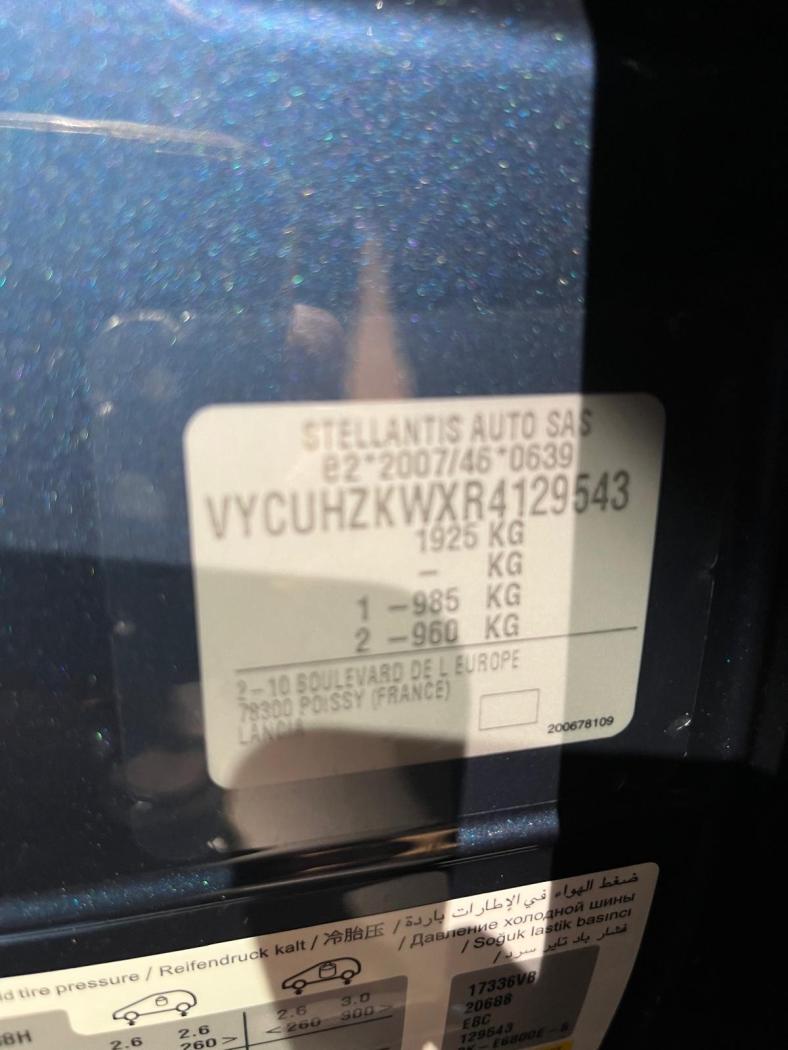 STELLANTIS AUTO SAS
e2*2007/46*0639
VYCUHZKWXR4129543
1925 KG
– KG
1 –985 KG
2 –960 KG
2–10 BOULEVARD DE L EUROPE
78300 POISSY (FRANCE)
LANCIA
200678109
ضغط الهواء في الإطارات باردة /
tire pressure / Reifendruck kalt / 冷胎压 / Давление холодной шины
/ Soğuk lastik basıncı
/ فشار باد تایر سرد
2.6 2.6
260 >
2.6 3.0
< 260 300 >
17336VB
20688
EBC
129543